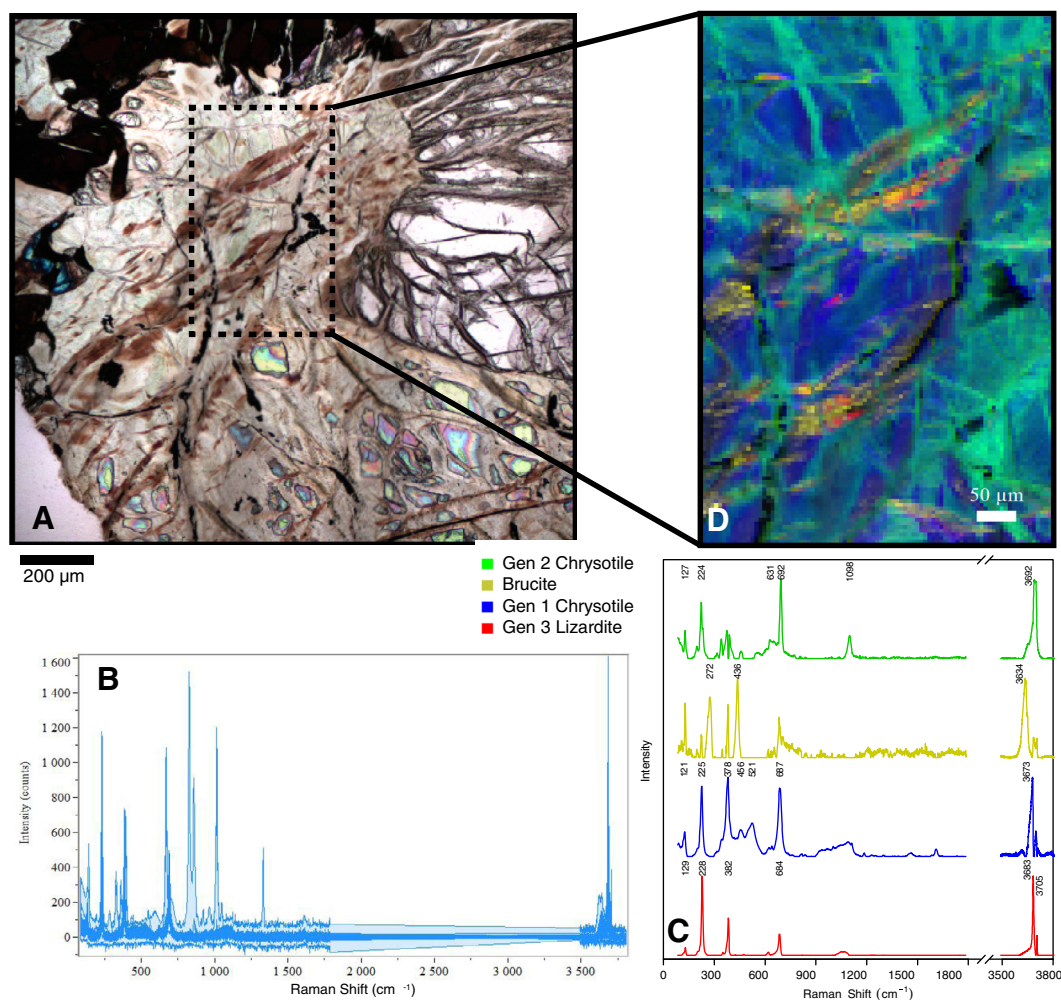 A
D
50 µm
200 µm
Gen 2 Chrysotile
Brucite
Gen 1 Chrysotile
Gen 3 Lizardite
B
1 600
1 400
1 200
1 000
800
600
400
200
0
Intensity (counts)
500
1 000
1 500
2 000
2 500
3 000
3 500
Raman Shift (cm -1)
127 224 631 692 1098 3692
272 436 3634
121 225 378 456 521 687 3673
129 228 382 684 3683 3705
Intensity
C
0 300 600 900 1200 1500 1800 3500 3800
Raman Shift (cm-1)